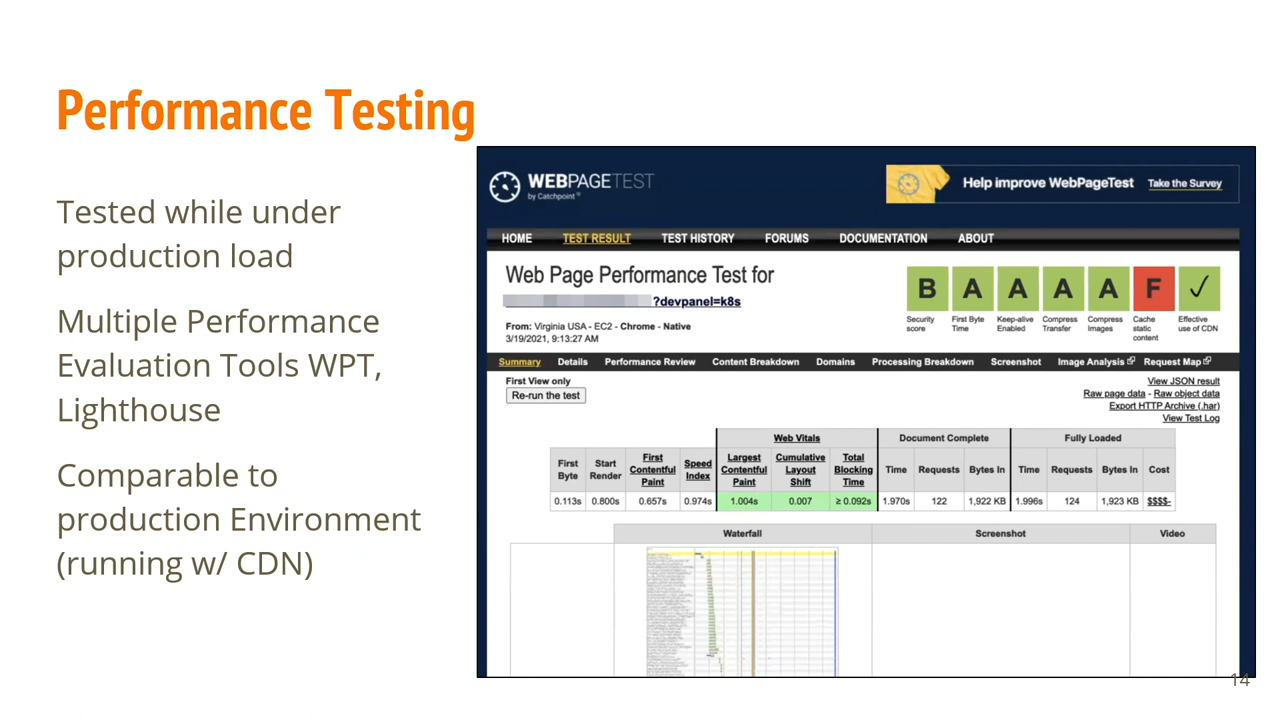 Performance Testing
Tested while under
production load
Multiple Performance
Evaluation Tools WPT,
Lighthouse
Comparable to
production Environment
(running w/ CDN)
WEBPAGETEST
by Catchpoint
Help improve WebPageTest Take the Survey
HOME TEST RESULT TEST HISTORY FORUMS DOCUMENTATION ABOUT
Web Page Performance Test for
?devpanel=k8s
From: Virginia USA - EC2 - Chrome - Native
3/19/2021, 9:13:27 AM
B A A A A F ✓
Security score
First Byte Time
Keep-alive Enabled
Compress Transfer
Compress Images
Cache static content
Effective use of CDN
Summary Details Performance Review Content Breakdown Domains Processing Breakdown Screenshot Image Analysis Request Map
First View only
Re-run the test
View JSON result
Raw page data - Raw object data
Export HTTP Archive (.har)
View Test Log
Web Vitals Document Complete Fully Loaded
First Byte Start Render First Contentful Paint Speed Index Largest Contentful Paint Cumulative Layout Shift Total Blocking Time Time Requests Bytes In Time Requests Bytes In Cost
0.113s 0.800s 0.657s 0.974s 1.004s 0.007 ≥ 0.092s 1.970s 122 1,922 KB 1.996s 124 1,923 KB $$$$-
Waterfall Screenshot Video
14